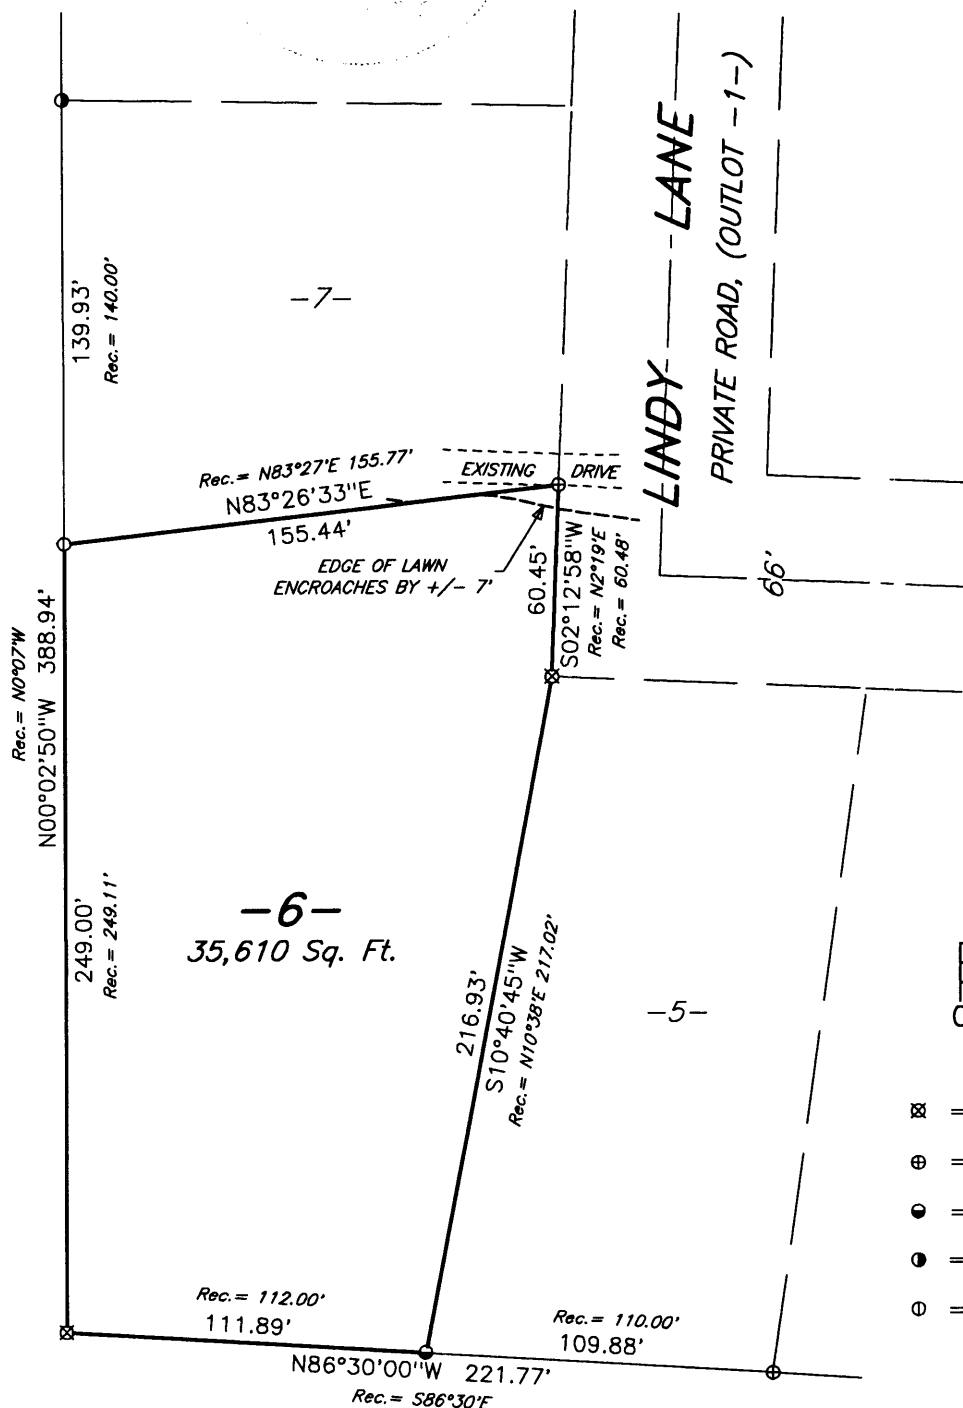 LINDY LANE
PRIVATE ROAD, (OUTLOT -1-)
139.93'
Rec.= 140.00'
-7-
Rec.= N83°27'E 155.77'
N83°26'33"E
155.44'
EXISTING DRIVE
EDGE OF LAWN
ENCROACHES BY +/- 7'
60.45'
S02°12'58"W
Rec.= N2°19'E
Rec.= 60.48'
66'
Rec.= N0°07'W
N00°02'50"W 388.94'
249.00'
Rec.= 249.11'
-6-
35,610 Sq. Ft.
216.93'
S10°40'45"W
Rec.= N10°38'E 217.02'
-5-
Rec.= 112.00'
111.89'
Rec.= 110.00'
109.88'
N86°30'00"W 221.77'
Rec.= S86°30'E
=
=
=
=
=